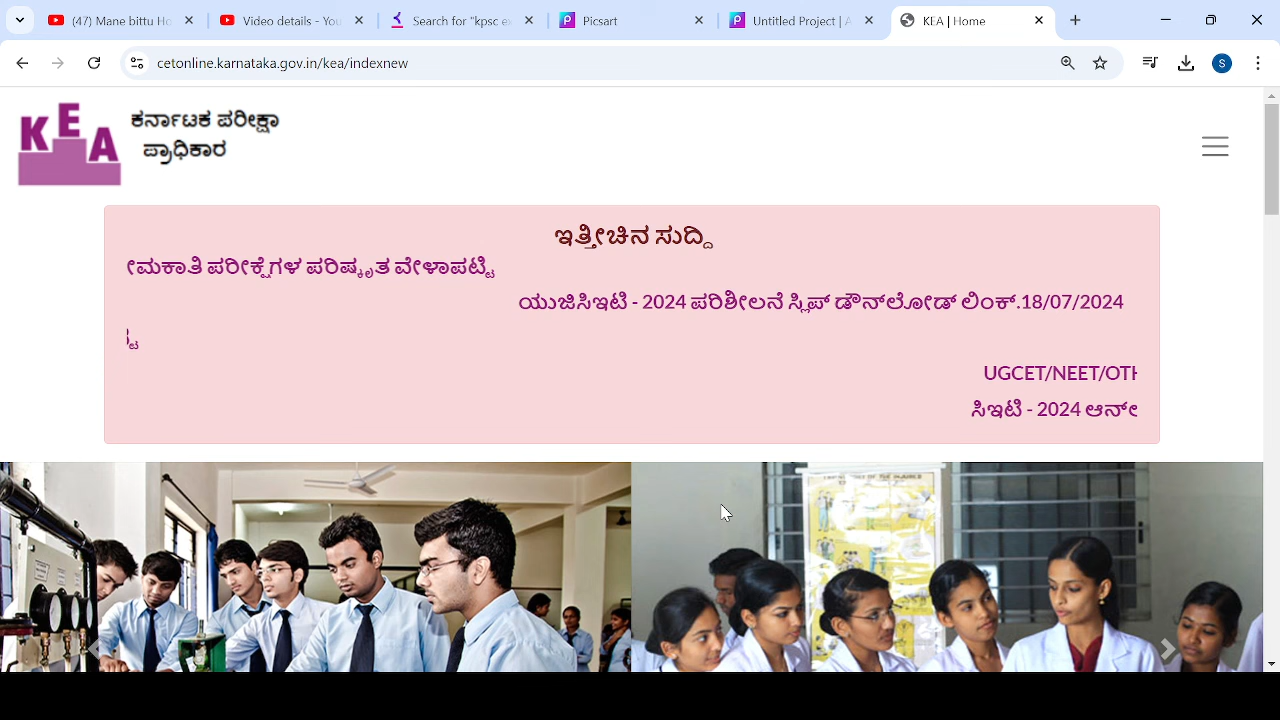 (47) Mane bittu Ho
Video details - You
Search for "kpsc ex
Picsart
Untitled Project | A
KEA | Home
cetonline.karnataka.gov.in/kea/indexnew
S
KEA
ಕರ್ನಾಟಕ ಪರೀಕ್ಷಾ
ಪ್ರಾಧಿಕಾರ
ಇತ್ತೀಚಿನ ಸುದ್ದಿ
ೇಮಕಾತಿ ಪರೀಕ್ಷೆಗಳ ಪರಿಷ್ಕೃತ ವೇಳಾಪಟ್ಟಿ
ಯುಜಿಸಿಇಟಿ - 2024 ಪರಿಶೀಲನೆ ಸ್ಲಿಪ್ ಡೌನ್‌ಲೋಡ್ ಲಿಂಕ್.18/07/2024
UGCET/NEET/OTH
ಸಿಇಟಿ - 2024 ಆನ್